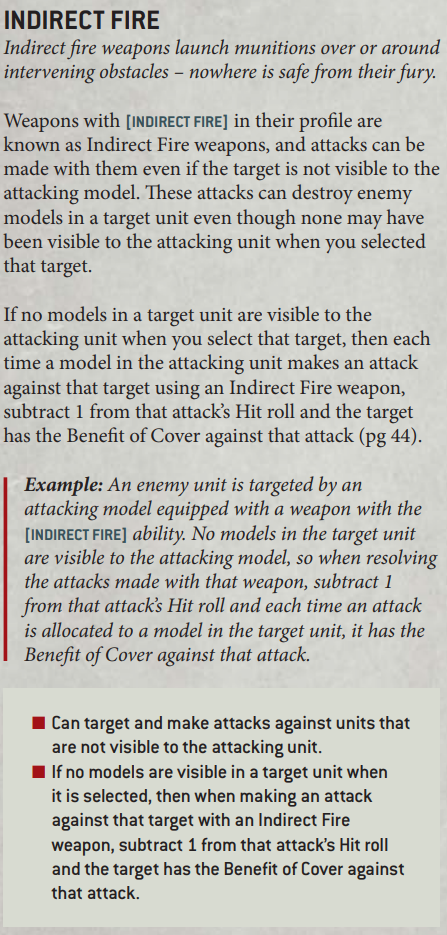 INDIRECT FIRE
Indirect fire weapons launch munitions over or around
intervening obstacles – nowhere is safe from their fury.
Weapons with [INDIRECT FIRE] in their profile are
known as Indirect Fire weapons, and attacks can be
made with them even if the target is not visible to the
attacking model. These attacks can destroy enemy
models in a target unit even though none may have
been visible to the attacking unit when you selected
that target.
If no models in a target unit are visible to the
attacking unit when you select that target, then each
time a model in the attacking unit makes an attack
against that target using an Indirect Fire weapon,
subtract 1 from that attack’s Hit roll and the target
has the Benefit of Cover against that attack (pg 44).
Example: An enemy unit is targeted by an
attacking model equipped with a weapon with the
[INDIRECT FIRE] ability. No models in the target unit
are visible to the attacking model, so when resolving
the attacks made with that weapon, subtract 1
from that attack’s Hit roll and each time an attack
is allocated to a model in the target unit, it has the
Benefit of Cover against that attack.
■ Can target and make attacks against units that
are not visible to the attacking unit.
■ If no models are visible in a target unit when
it is selected, then when making an attack
against that target with an Indirect Fire
weapon, subtract 1 from that attack’s Hit roll
and the target has the Benefit of Cover against
that attack.